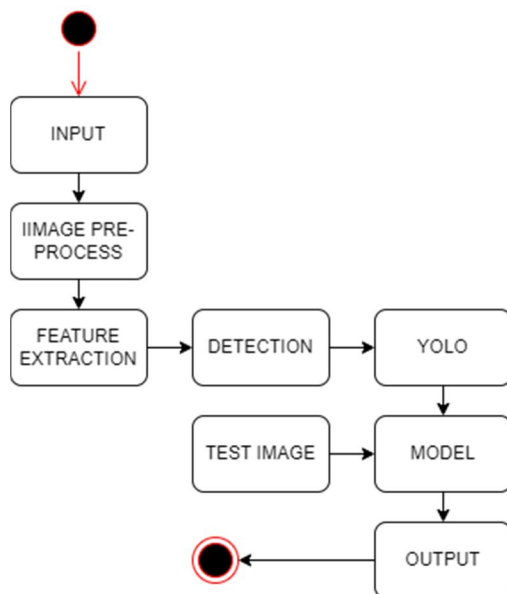 INPUT
IIMAGE PRE-
PROCESS
FEATURE
EXTRACTION
DETECTION
YOLO
TEST IMAGE
MODEL
OUTPUT